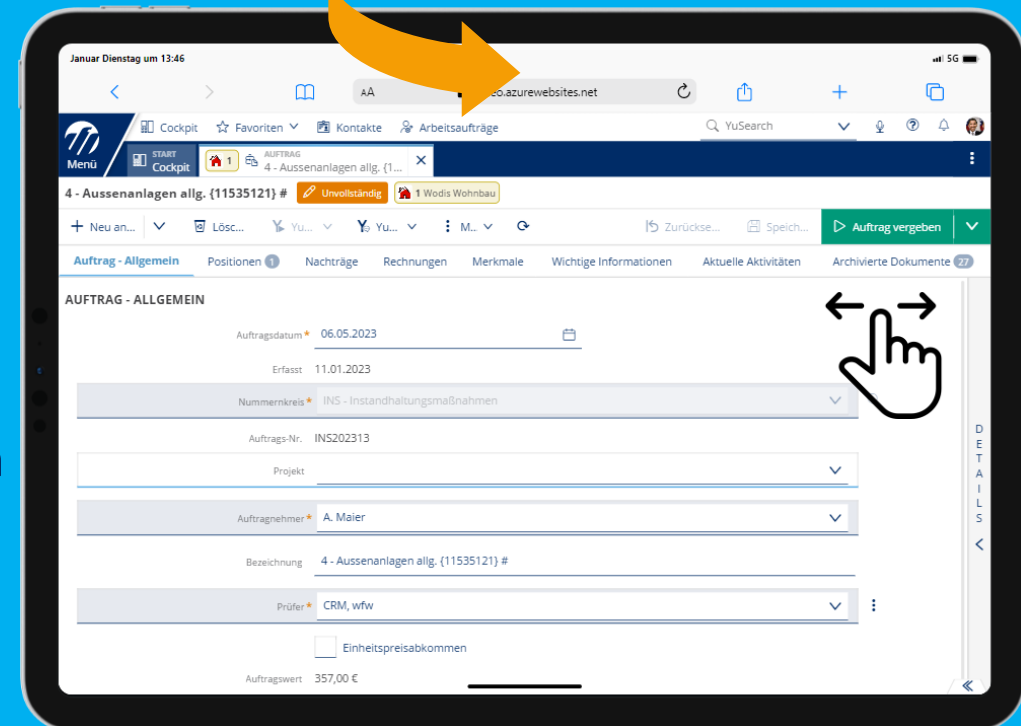 Januar Dienstag um 13:46
5G
AA
eo.azurewebsites.net
Cockpit Favoriten Kontakte Arbeitsaufträge YuSearch
Menü START Cockpit 1 AUFTRAG 4 - Aussenanlagen allg. {1...
4 - Aussenanlagen allg. {11535121} # Unvollständig 1 Wodis Wohnbau
Neu an... Lösc... Yu... Yu... M... Zurückse... Speich... Auftrag vergeben
Auftrag - Allgemein Positionen 1 Nachträge Rechnungen Merkmale Wichtige Informationen Aktuelle Aktivitäten Archivierte Dokumente 27
AUFTRAG - ALLGEMEIN
Auftragsdatum * 06.05.2023
Erfasst 11.01.2023
Nummernkreis * INS - Instandhaltungsmaßnahmen
Auftrags-Nr. INS202313
Projekt
Auftragnehmer * A. Maier
Bezeichnung 4 - Aussenanlagen allg. {11535121} #
Prüfer * CRM, wfw
Einheitspreisabkommen
Auftragswert 357,00 €
DETAILS